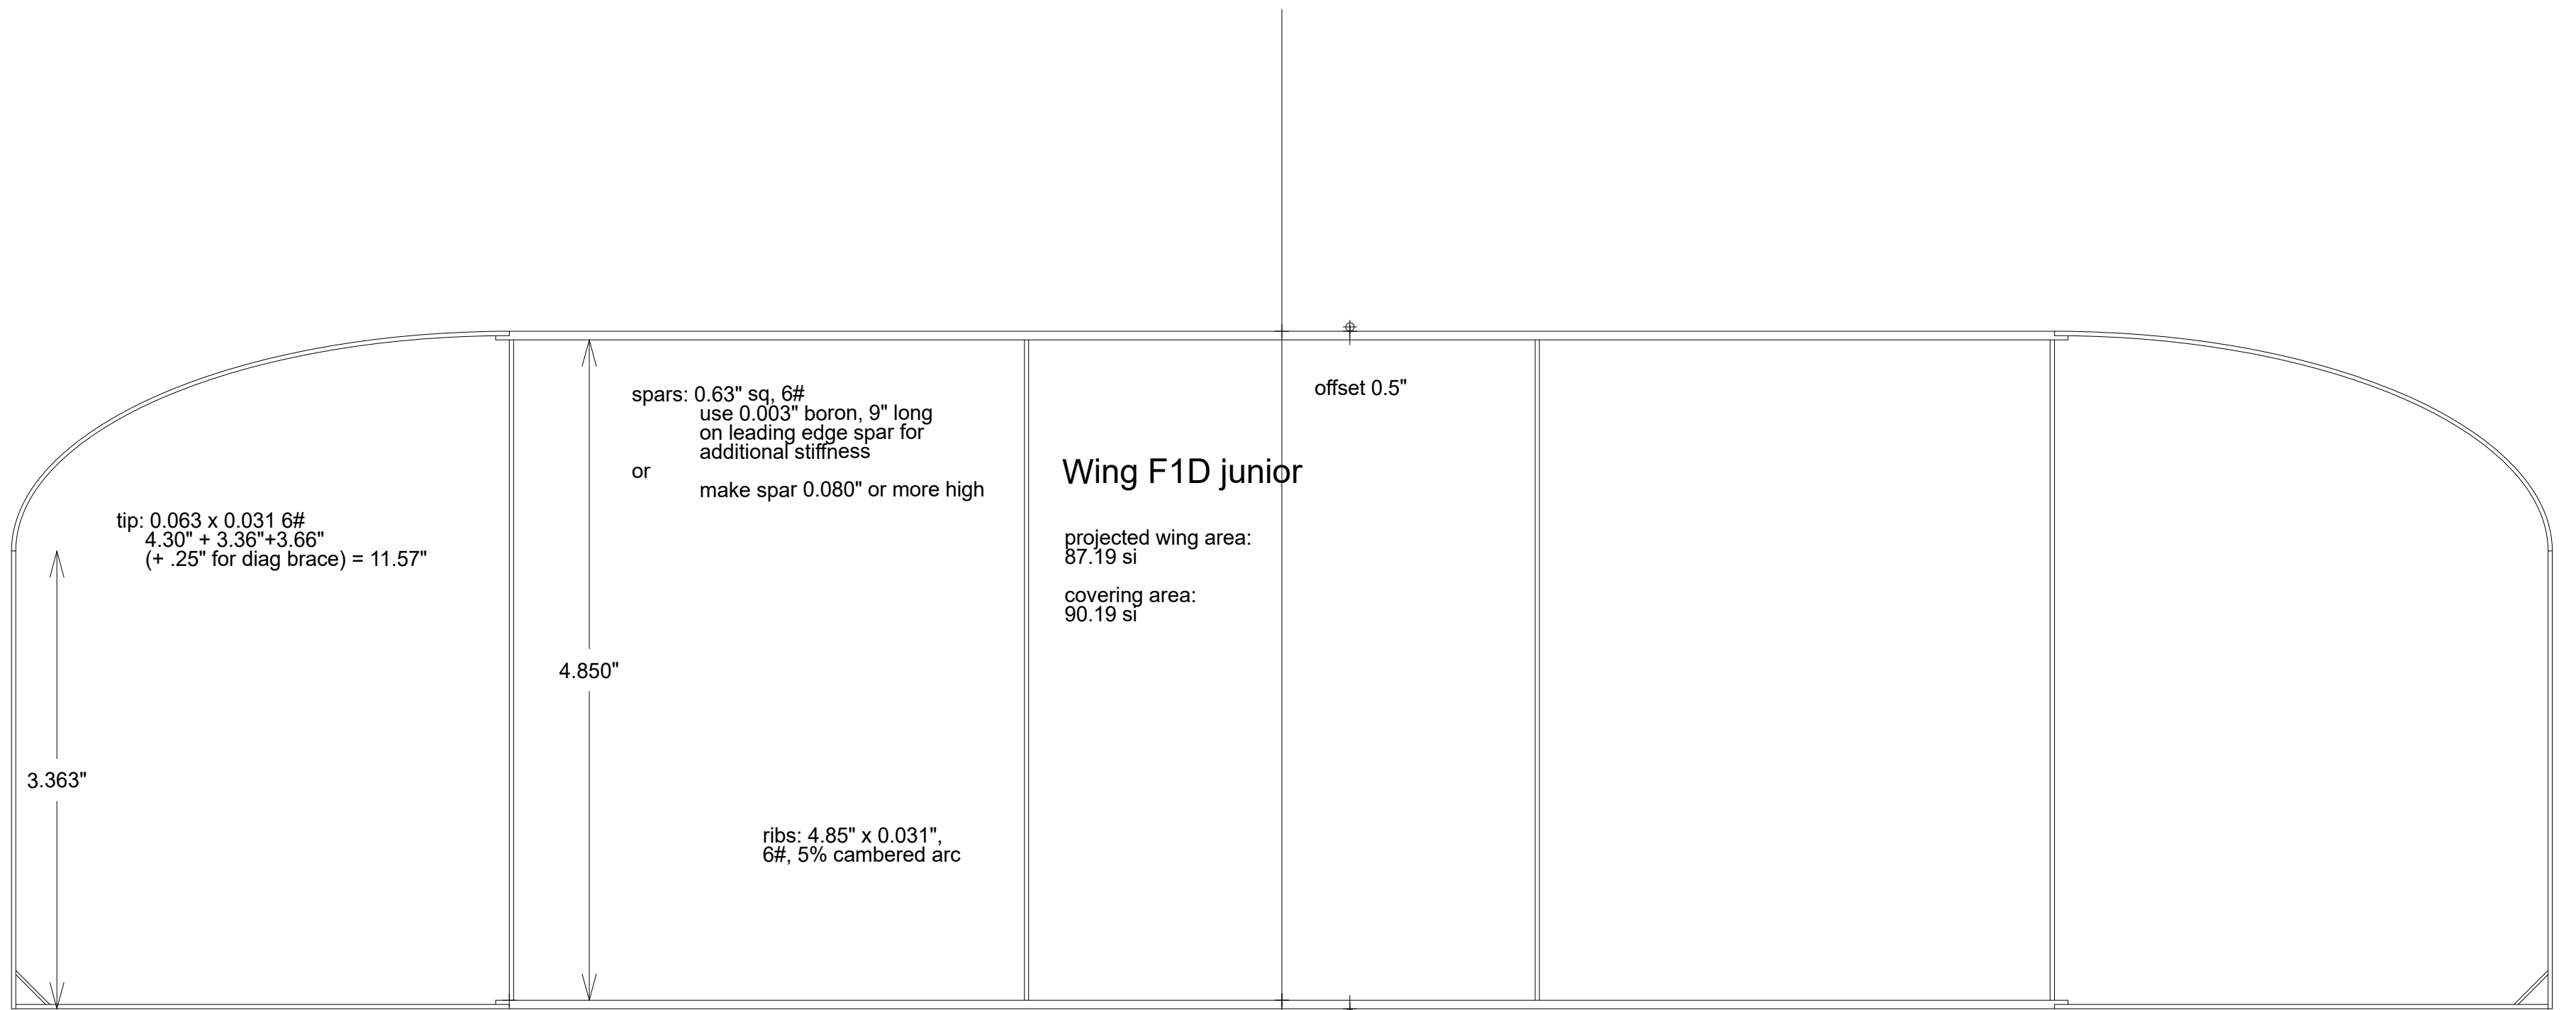 spars: 0.63" sq, 6#
use 0.003" boron, 9" long
on leading edge spar for
additional stiffness
or
make spar 0.080" or more high
offset 0.5"
Wing F1D junior
tip: 0.063 x 0.031 6#
4.30" + 3.36"+3.66"
(+ .25" for diag brace) = 11.57"
projected wing area:
87.19 si
covering area:
90.19 si
4.850"
3.363"
ribs: 4.85" x 0.031",
6#, 5% cambered arc